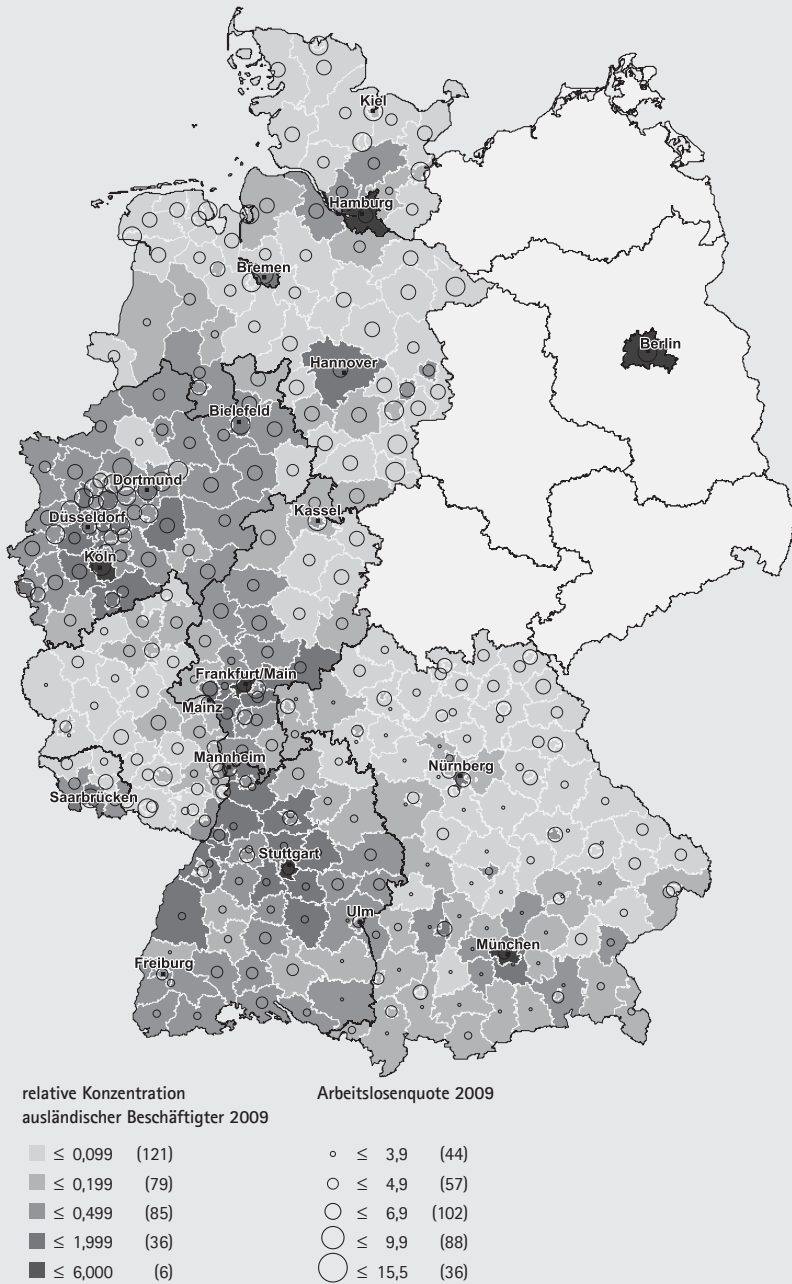 Kiel
Hamburg
Bremen
Berlin
Hannover
Bielefeld
Dortmund
Düsseldorf
Kassel
Köln
Frankfurt/Main
Mainz
Mannheim
Nürnberg
Saarbrücken
Stuttgart
Ulm
München
Freiburg
relative Konzentration
ausländischer Beschäftigter 2009
≤ 0,099 (121)
≤ 0,199 (79)
≤ 0,499 (85)
≤ 1,999 (36)
≤ 6,000 (6)
Arbeitslosenquote 2009
≤ 3,9 (44)
≤ 4,9 (57)
≤ 6,9 (102)
≤ 9,9 (88)
≤ 15,5 (36)